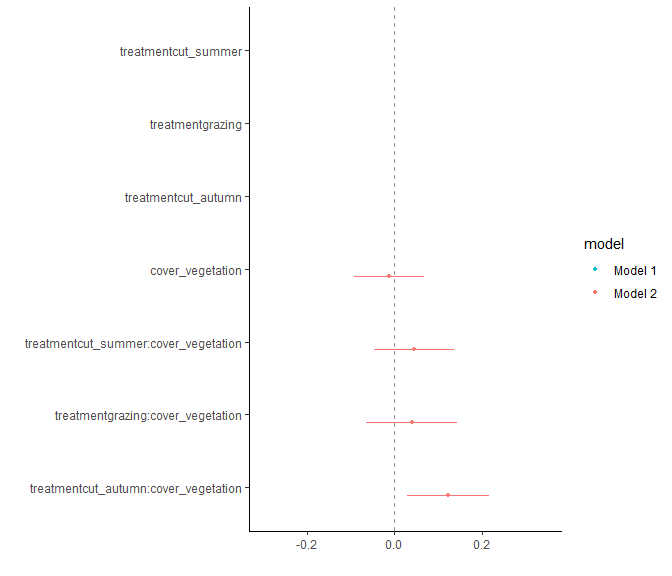 treatmentcut_summer
treatmentgrazing
treatmentcut_autumn
cover_vegetation
treatmentcut_summer:cover_vegetation
treatmentgrazing:cover_vegetation
treatmentcut_autumn:cover_vegetation
-0.2 0.0 0.2
model
Model 1
Model 2